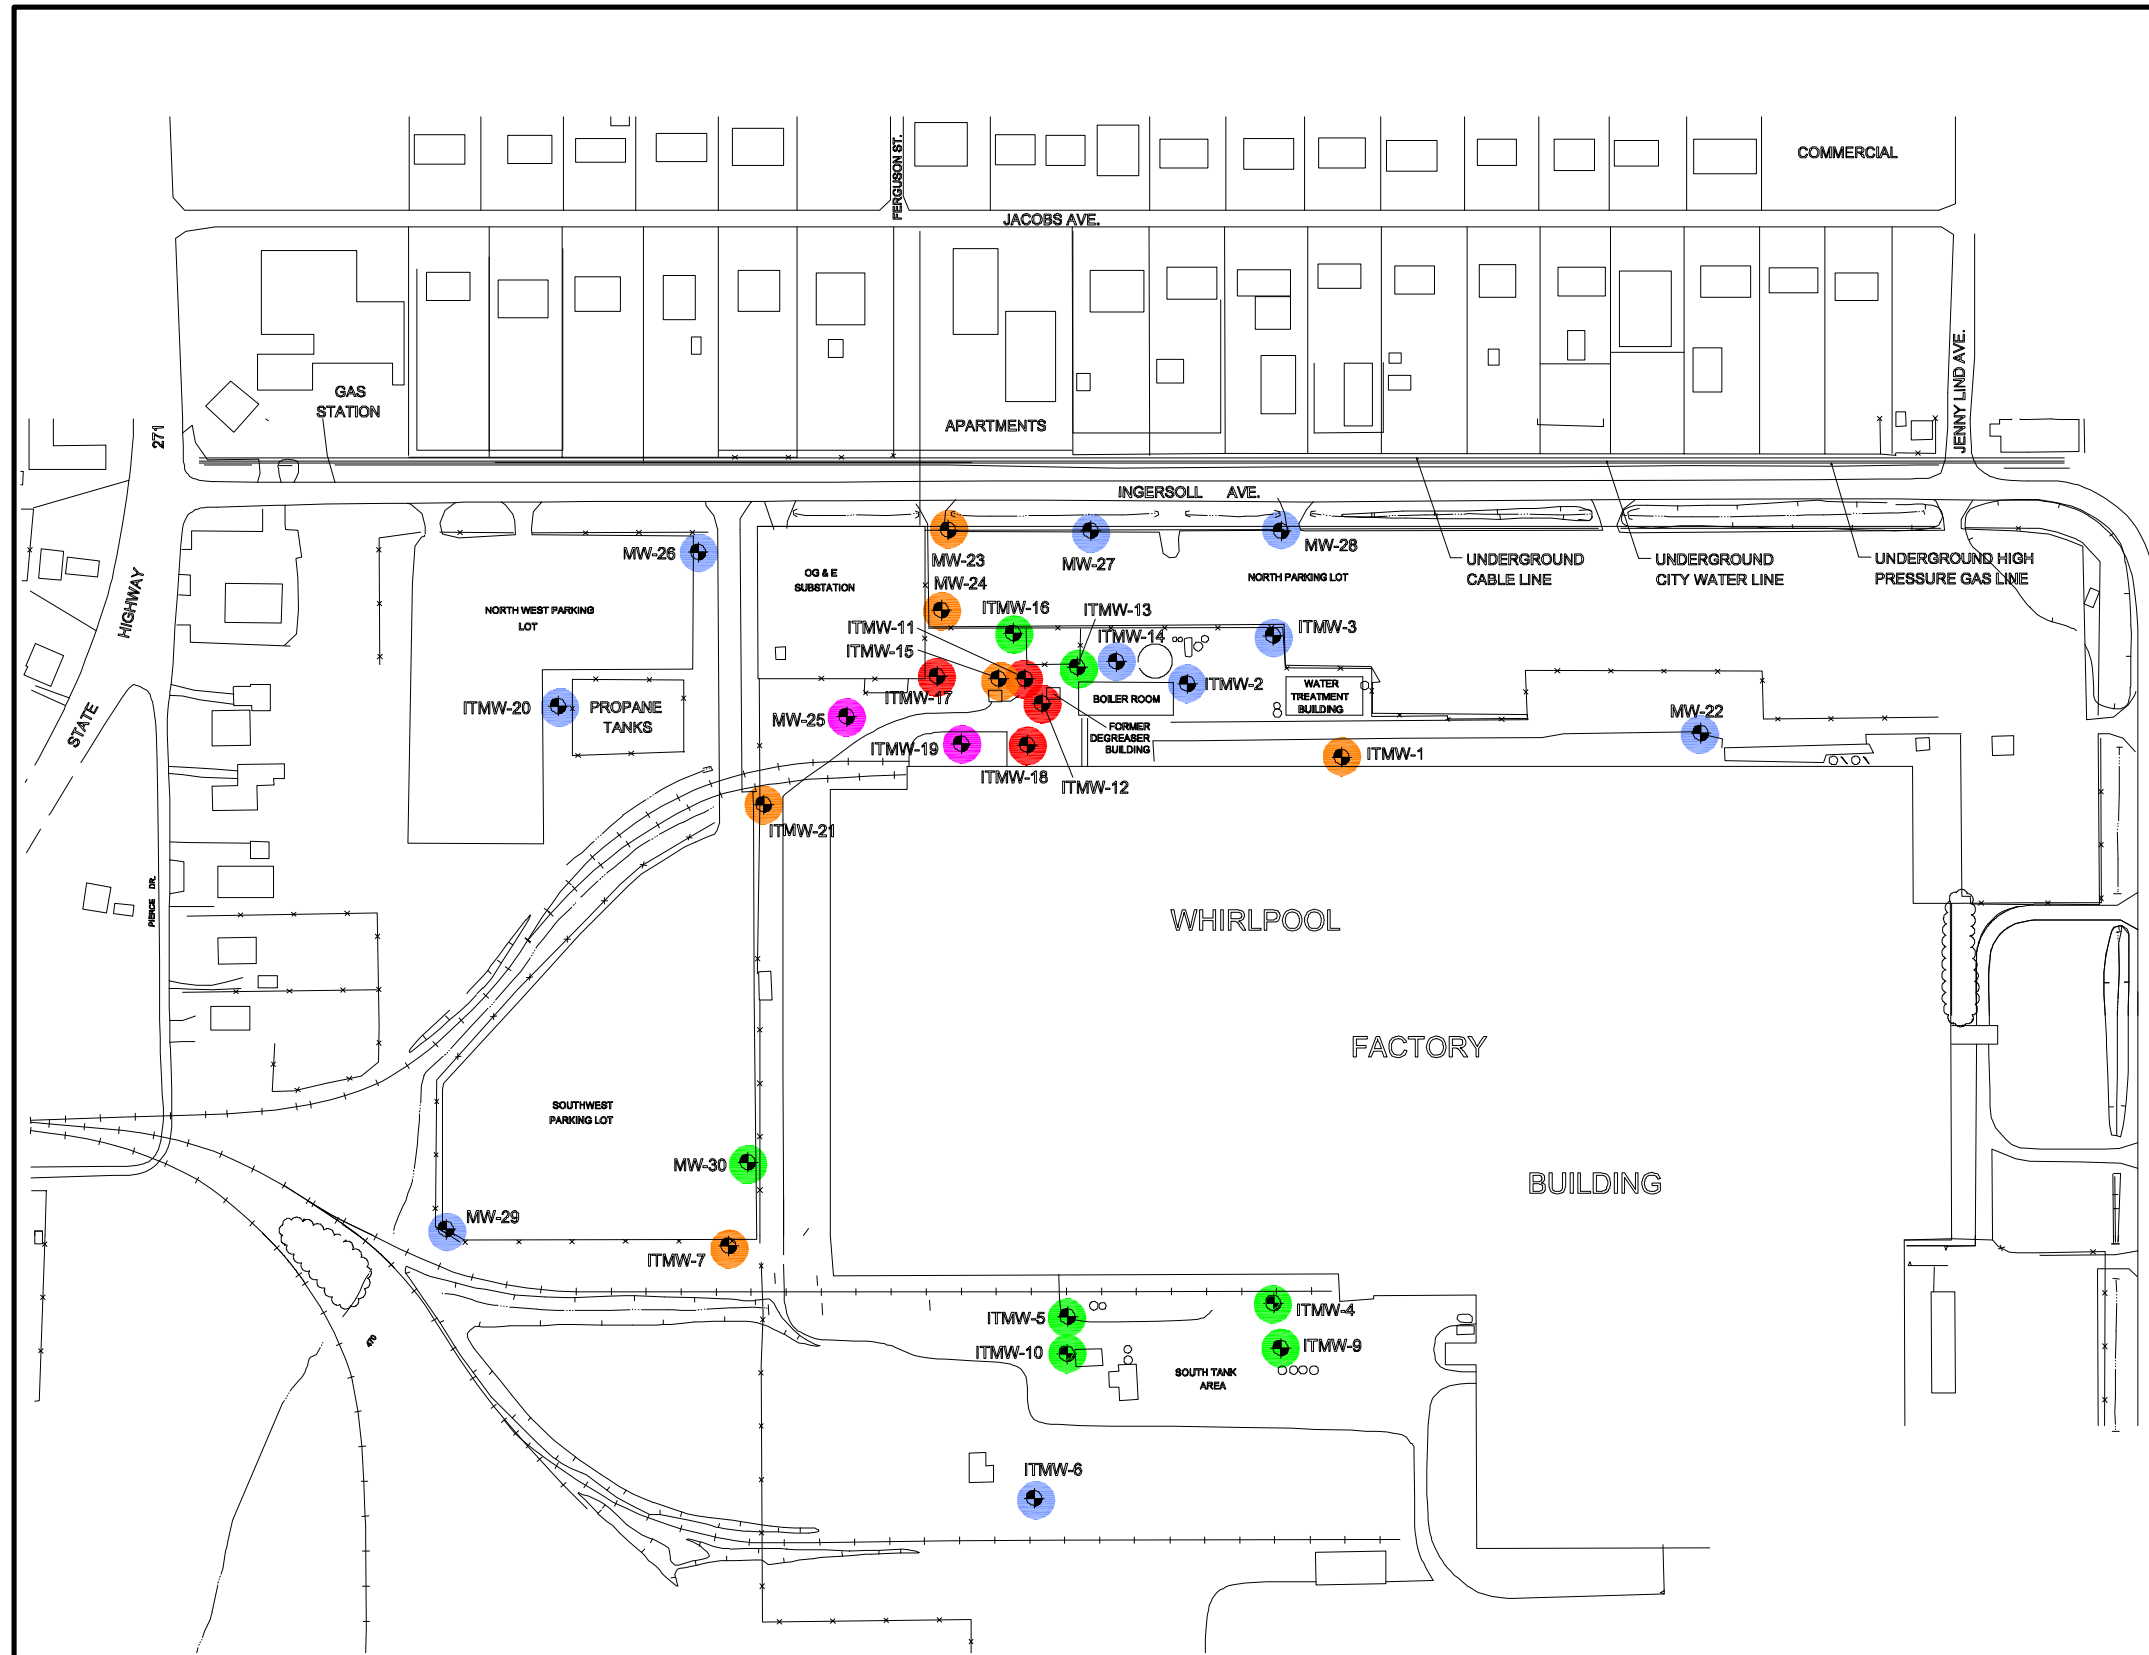 COMMERCIAL
FERGUSON ST.
JACOBS AVE.
GAS
STATION
APARTMENTS
JENNY LIND AVE.
271
INGERSOLL AVE.
MW-26
MW-23
MW-27
MW-28
UNDERGROUND
CABLE LINE
UNDERGROUND
CITY WATER LINE
UNDERGROUND HIGH
PRESSURE GAS LINE
OG & E
SUBSTATION
MW-24
NORTH PARKING LOT
HIGHWAY
NORTH WEST PARKING
LOT
ITMW-16
ITMW-13
ITMW-11
ITMW-14
ITMW-3
ITMW-15
ITMW-17
ITMW-2
WATER
TREATMENT
BUILDING
BOILER ROOM
ITMW-20
PROPANE
TANKS
MW-25
FORMER
DEGREASER
BUILDING
MW-22
STATE
ITMW-19
ITMW-18
ITMW-12
ITMW-1
ITMW-21
PIERCE DR.
WHIRLPOOL
FACTORY
SOUTHWEST
PARKING LOT
MW-30
BUILDING
MW-29
ITMW-7
ITMW-5
ITMW-4
ITMW-10
ITMW-9
SOUTH TANK
AREA
ITMW-6